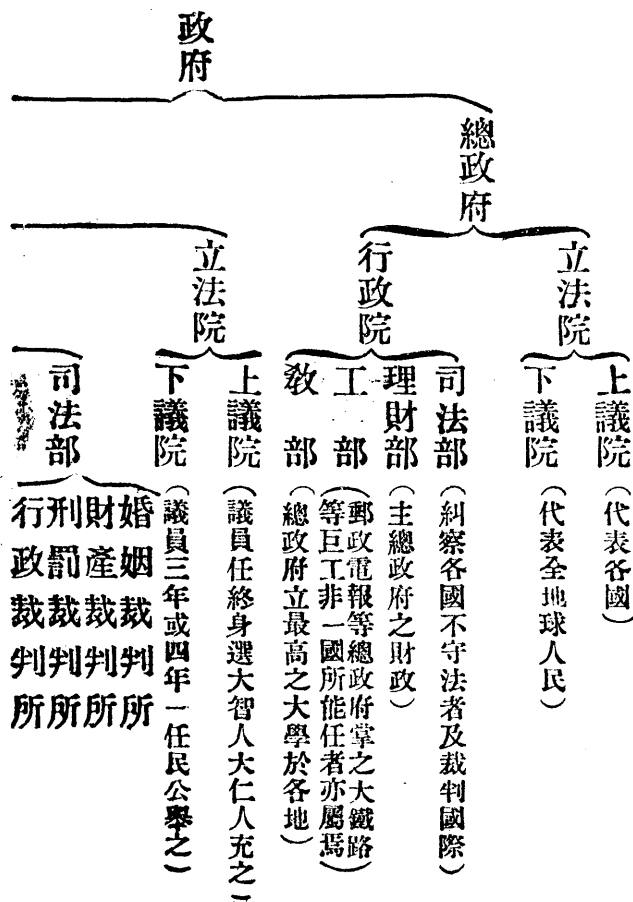 政府
總政府
立法院
上議院（代表各國）
下議院（代表全地球人民）
行政院
司法部（糾察各國不守法者及裁判國際）
理財部（主總政府之財政）
工部（郵政電報等總政府掌之大鐵路
等巨工非一國所能任者亦屬焉）
教部（總政府立最高之大學於各地）
立法院
上議院（議員任終身選大智人大仁人充之）
下議院（議員三年或四年一任民公舉之）
司法部
婚姻裁判所
財產裁判所
刑罰裁判所
行政裁判所